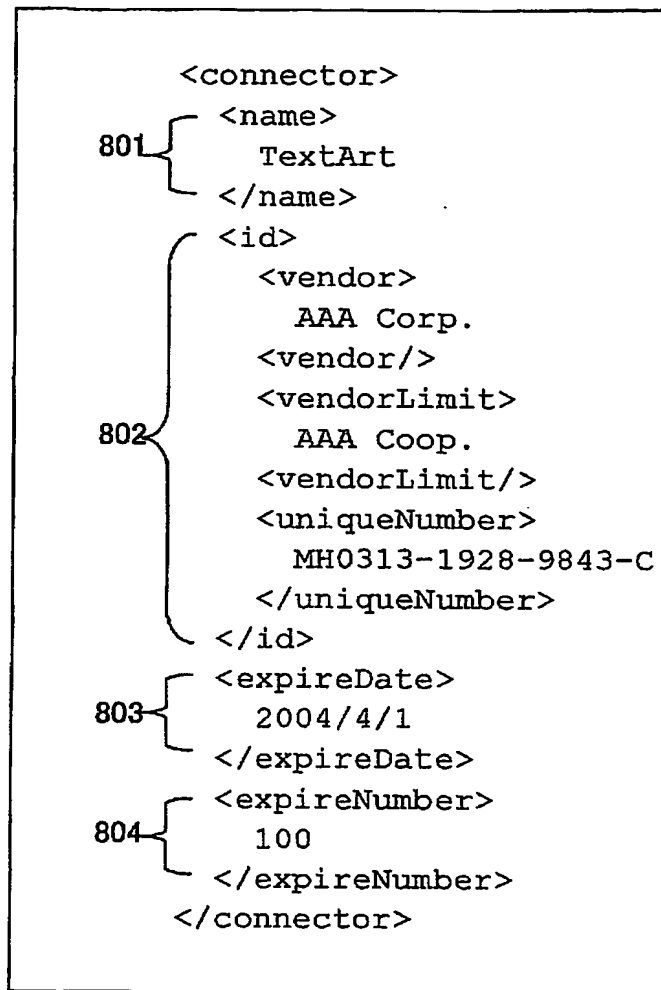 <connector>
<name>
801
TextArt
</name>
<id>
<vendor>
AAA Corp.
<vendor/>
<vendorLimit>
802
AAA Coop.
<vendorLimit/>
<uniqueNumber>
MH0313-1928-9843-C
</uniqueNumber>
</id>
<expireDate>
803
2004/4/1
</expireDate>
<expireNumber>
804
100
</expireNumber>
</connector>